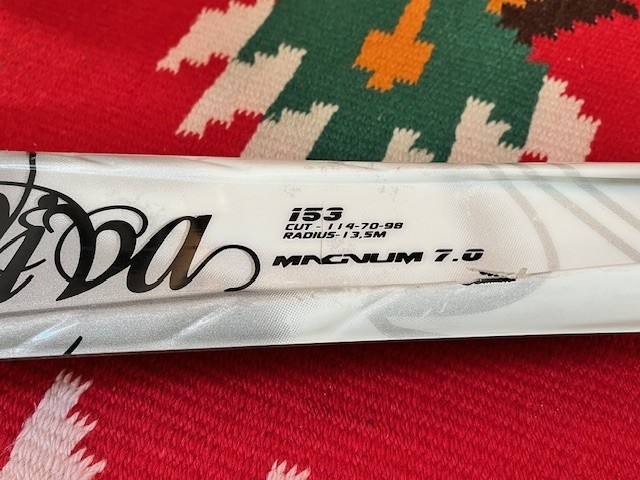 153
CUT - 114-70-98
RADIUS-13,5M
MAGNUM 7.0